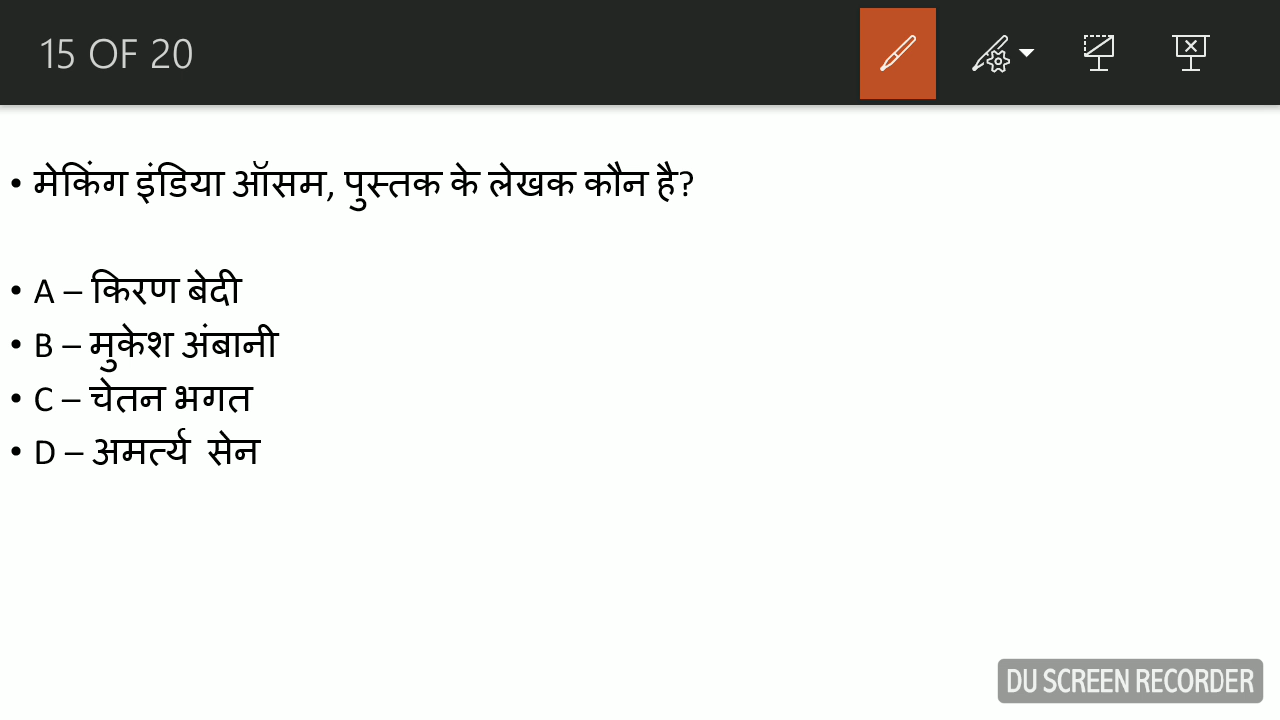 15 OF 20
• मेकिंग इंडिया ऑसम, पुस्तक के लेखक कौन है?
• A – किरण बेदी
• B – मुकेश अंबानी
• C – चेतन भगत
• D – अमर्त्य सेन
DU SCREEN RECORDER